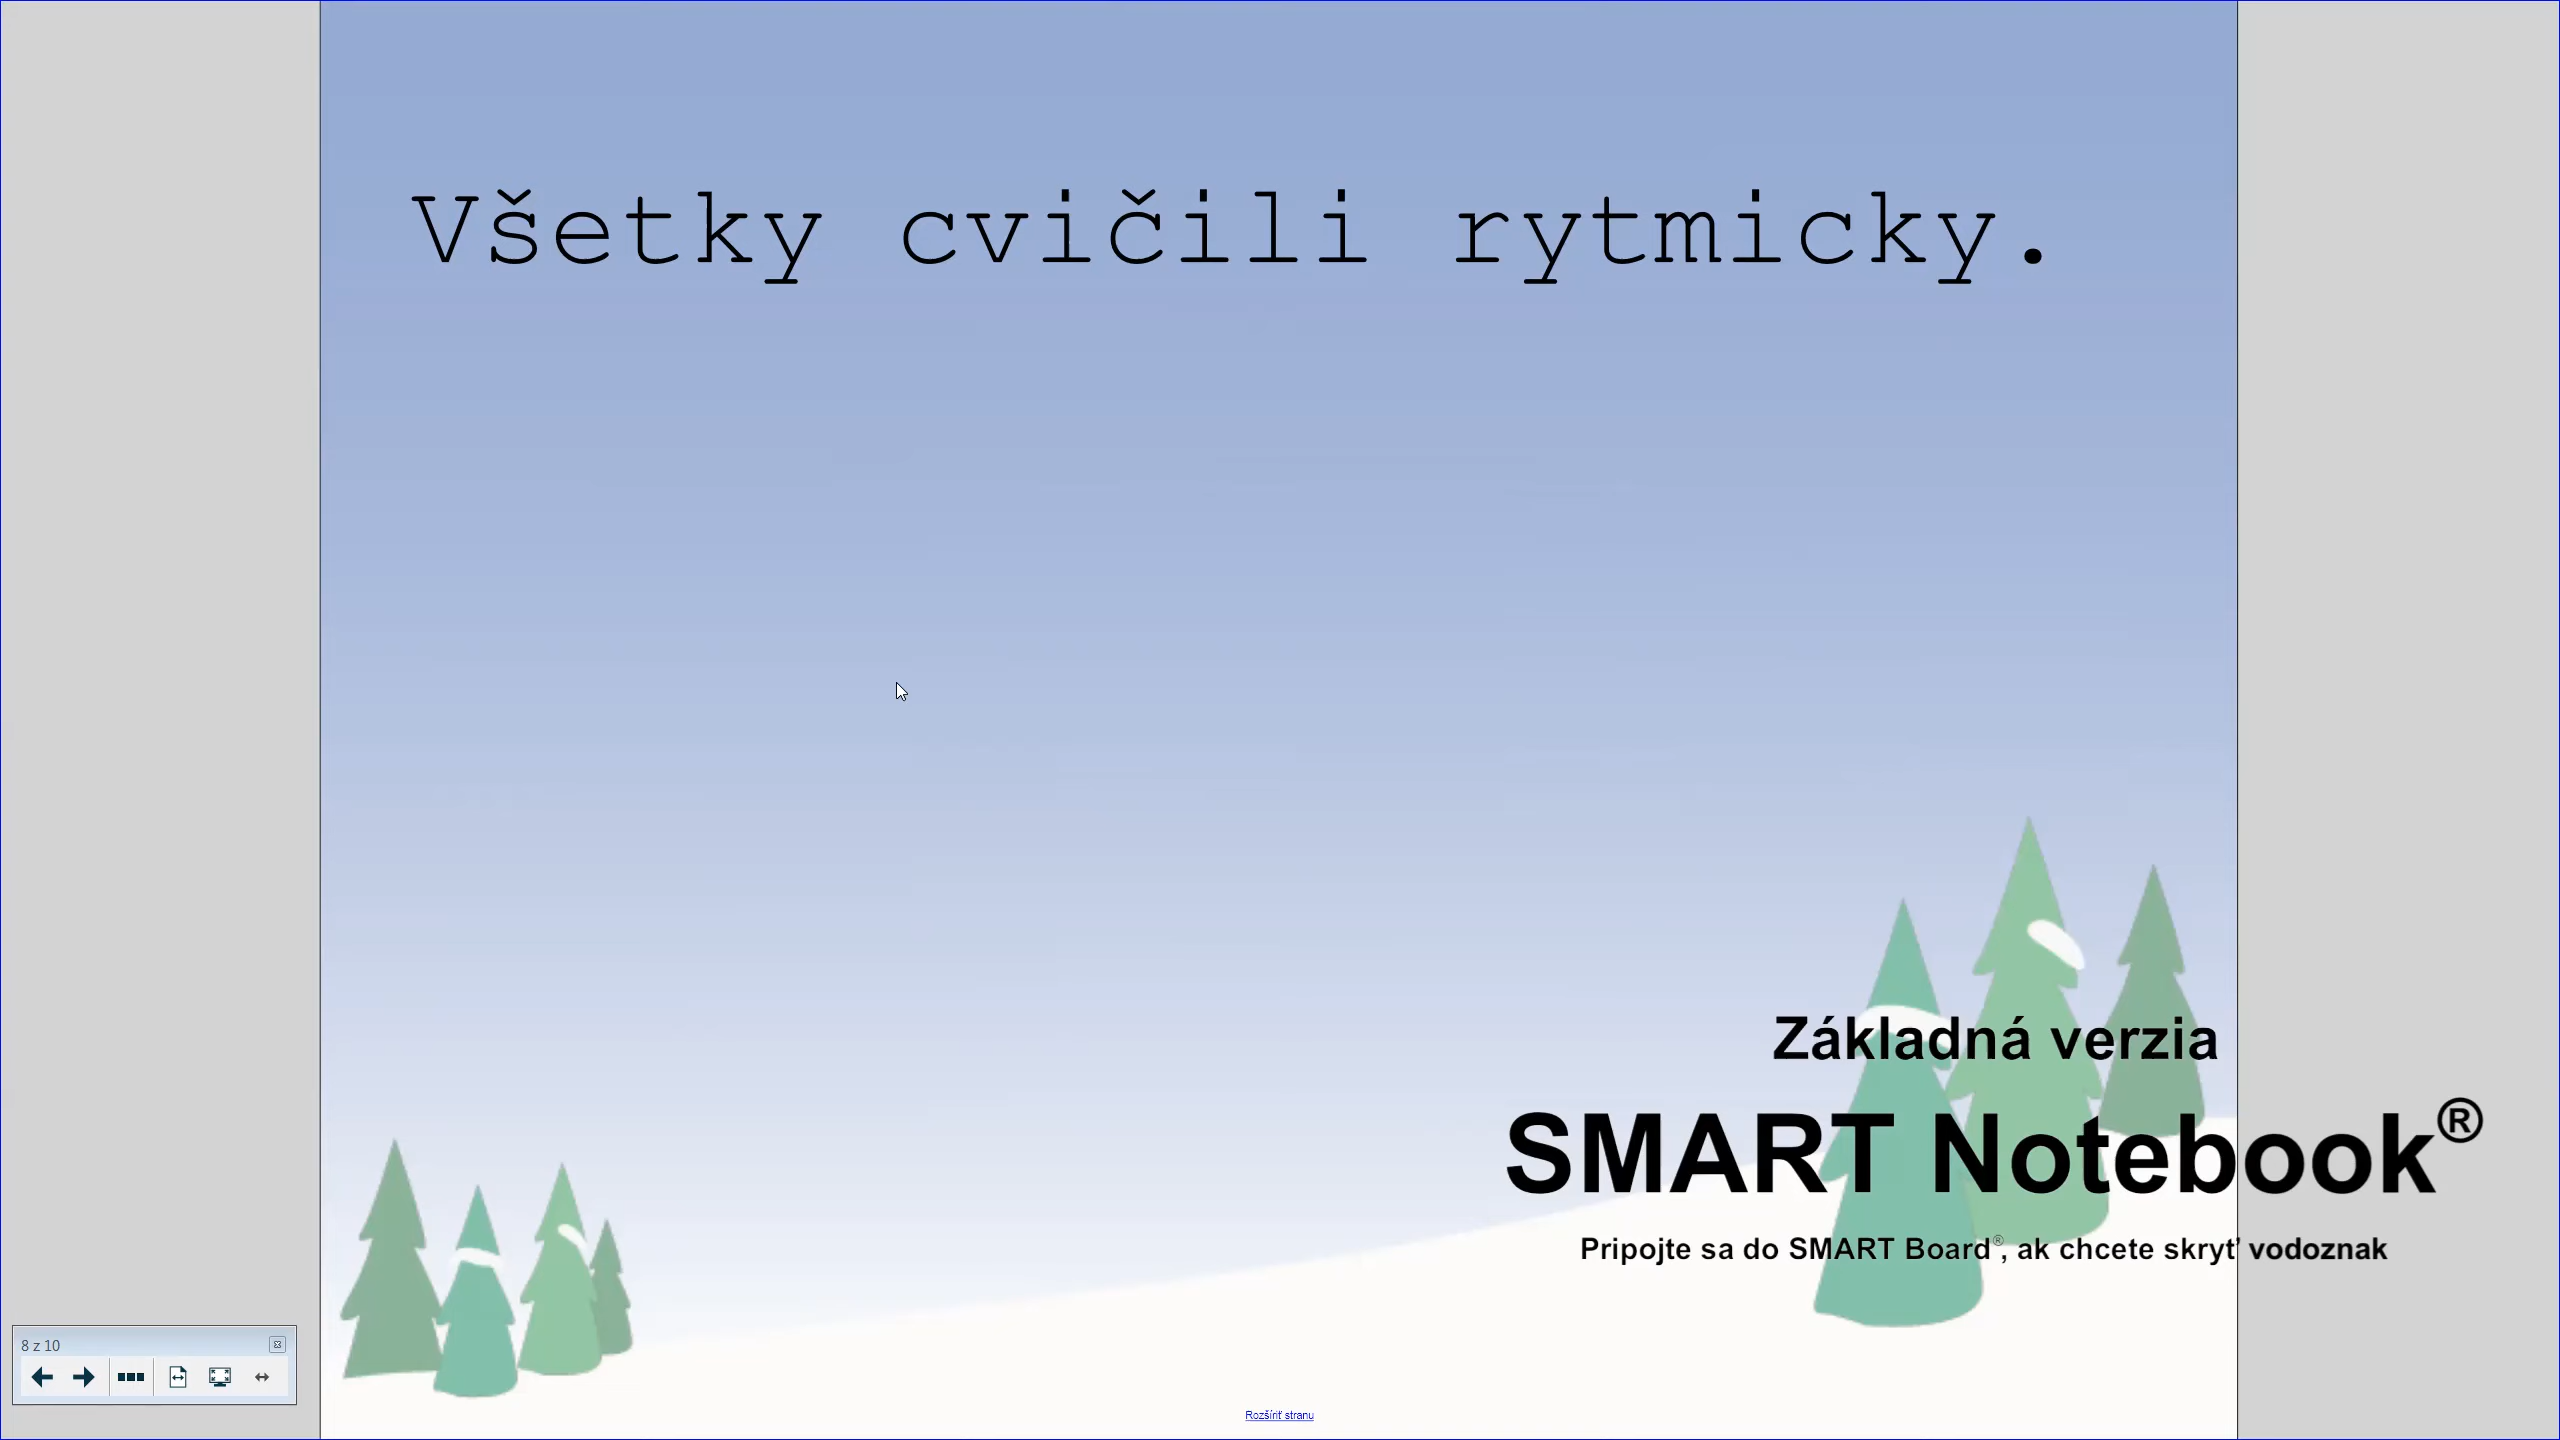 Všetky cvičili rytmicky.
Základná verzia
SMART Notebook®
Pripojte sa do SMART Board®, ak chcete skryť vodoznak
8 z 10
Rozšíriť stranu